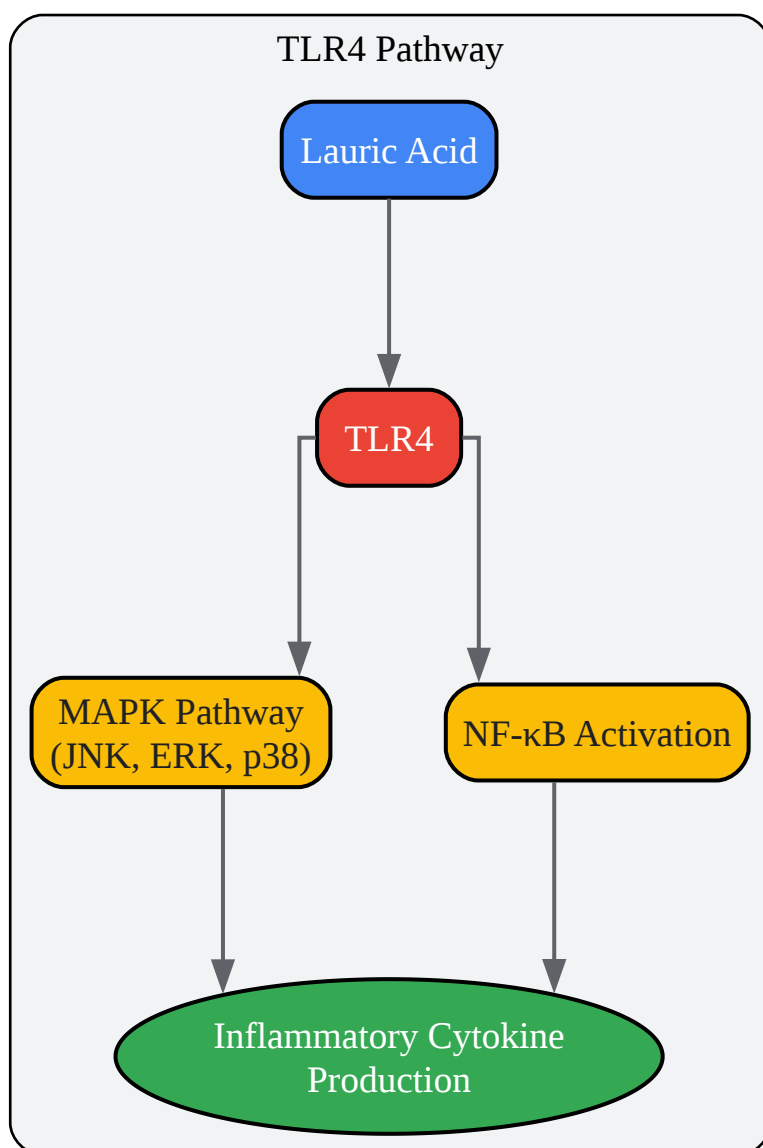 TLR4 Pathway
Lauric Acid
TLR4
MAPK Pathway
(JNK, ERK, p38)
NF-κB Activation
Inflammatory Cytokine
Production